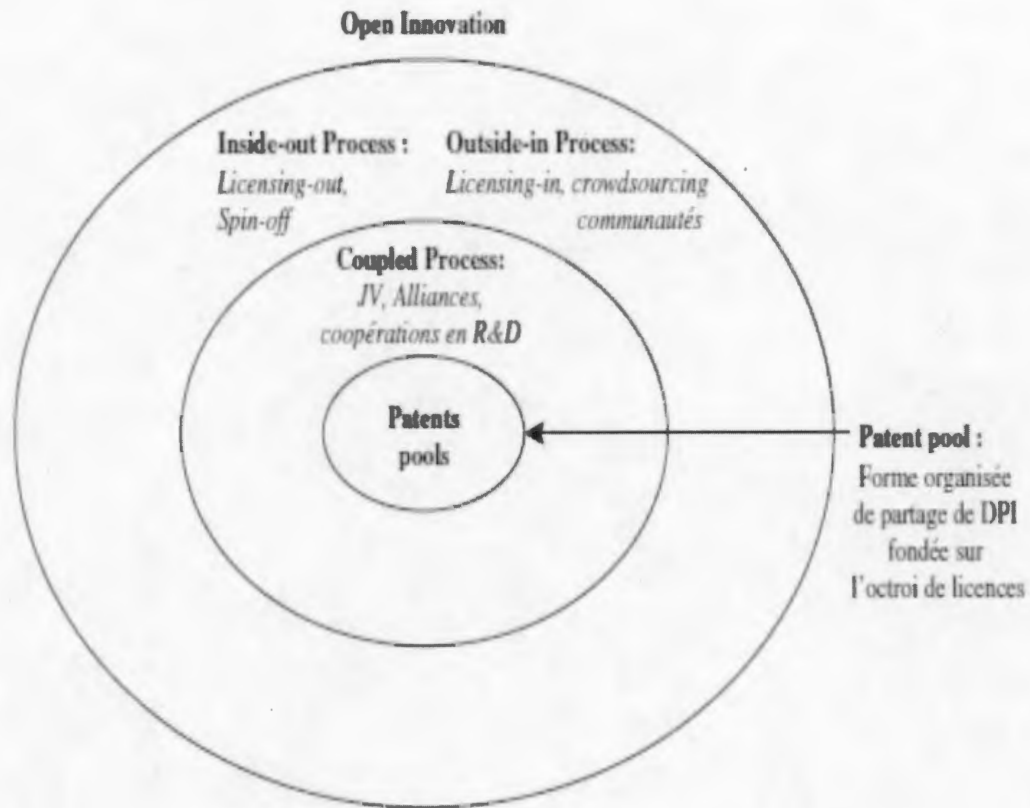 Open Innovation
Inside-out Process :
Licensing-out,
Spin-off
Outside-in Process:
Licensing-in, crowdsourcing
communautés
Coupled Process:
JV, Alliances,
coopérations en R&D
Patents
pools
Patent pool :
Forme organisée
de partage de DPI
fondée sur
l'octroi de licences